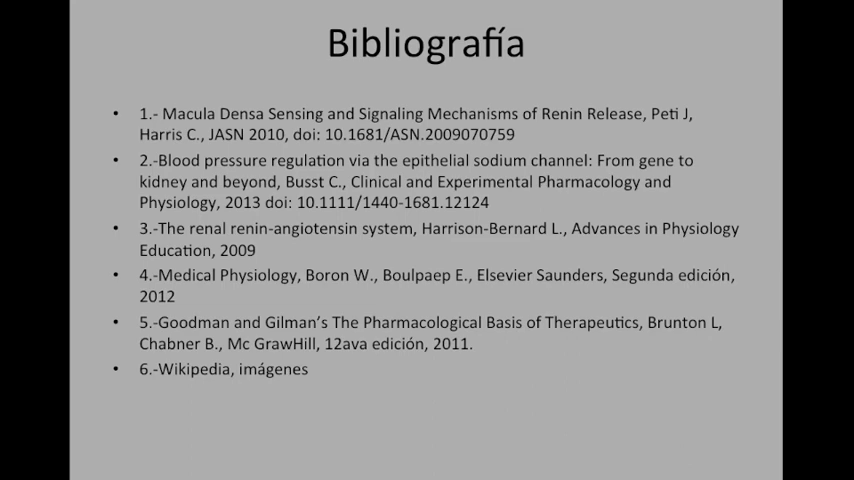 Bibliografía
• 1.- Macula Densa Sensing and Signaling Mechanisms of Renin Release, Peti J,
Harris C., JASN 2010, doi: 10.1681/ASN.2009070759
• 2.-Blood pressure regulation via the epithelial sodium channel: From gene to
kidney and beyond, Busst C., Clinical and Experimental Pharmacology and
Physiology, 2013 doi: 10.1111/1440-1681.12124
• 3.-The renal renin-angiotensin system, Harrison-Bernard L., Advances in Physiology
Education, 2009
• 4.-Medical Physiology, Boron W., Boulpaep E., Elsevier Saunders, Segunda edición,
2012
• 5.-Goodman and Gilman’s The Pharmacological Basis of Therapeutics, Brunton L,
Chabner B., Mc GrawHill, 12ava edición, 2011.
• 6.-Wikipedia, imágenes